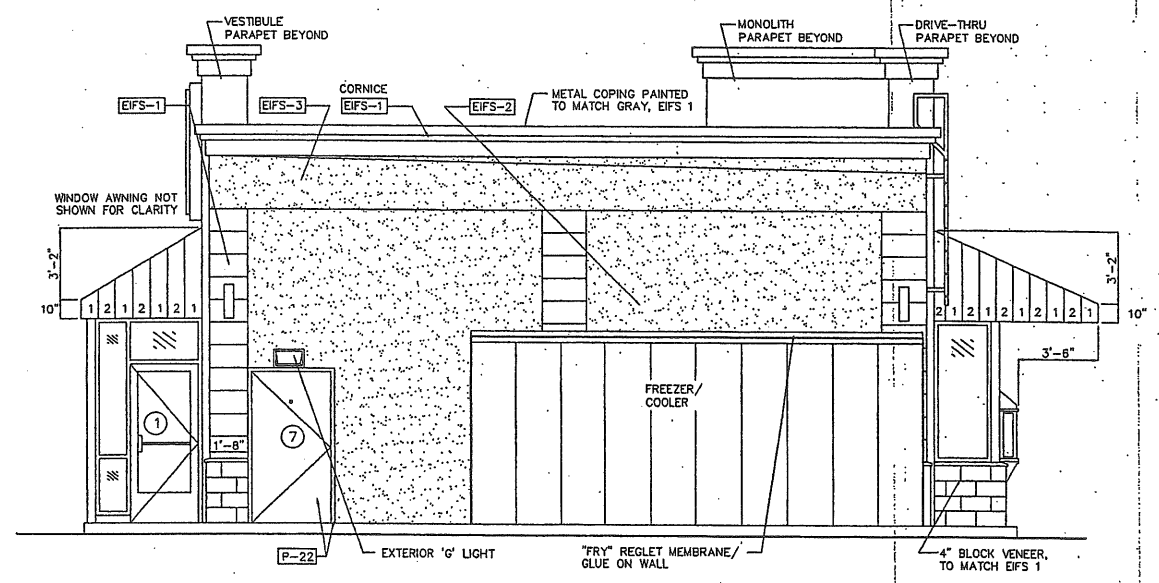 VESTIBULE
PARAPET BEYOND
MONOLITH
PARAPET BEYOND
DRIVE-THRU
PARAPET BEYOND
EIFS-1
EIFS-3
CORNICE
EIFS-1
EIFS-2
METAL COPING PAINTED
TO MATCH GRAY, EIFS 1
WINDOW AWNING NOT
SHOWN FOR CLARITY
3'-2"
10"
1 2 1 2 1 2 1
3'-2"
10"
2 1 2 1 2 1 2 1
3'-6"
FREEZER/
COOLER
1
7
1'-8"
P-22
EXTERIOR 'G' LIGHT
"FRY" REGLET MEMBRANE/
GLUE ON WALL
4" BLOCK VENEER,
TO MATCH EIFS 1